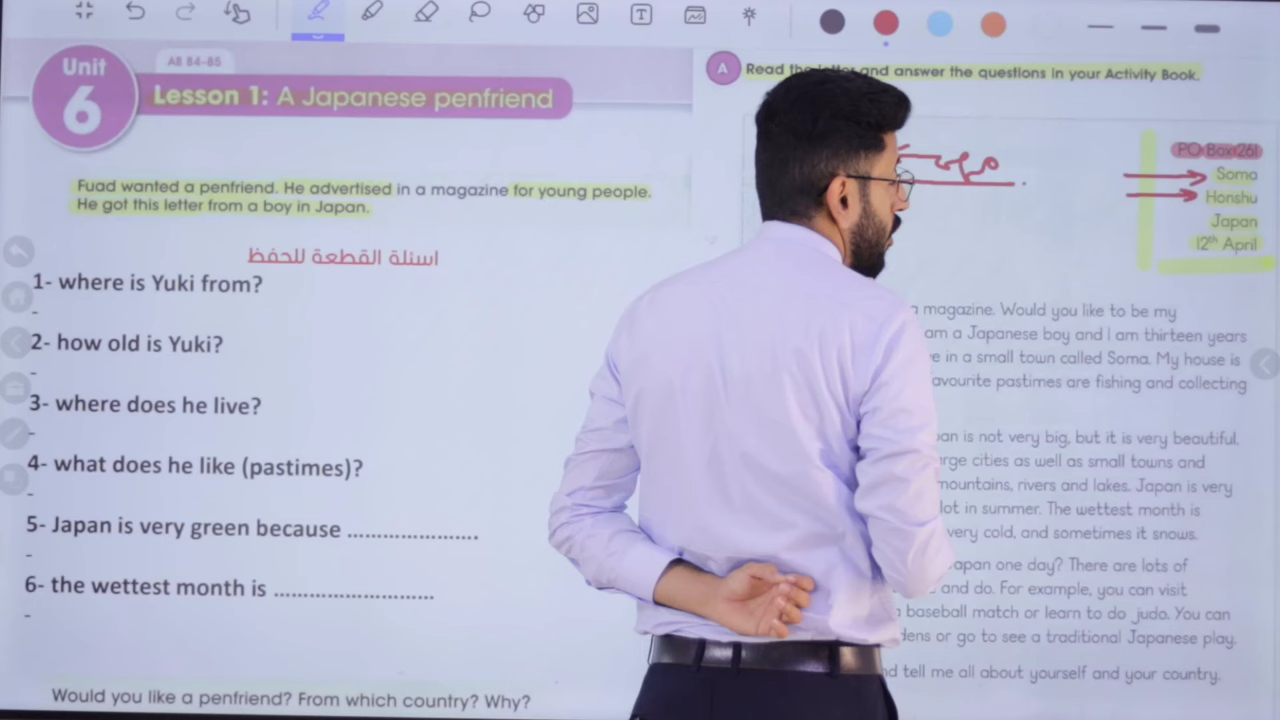 Unit
6
AB 84-85
Lesson 1: A Japanese penfriend
Fuad wanted a penfriend. He advertised in a magazine for young people.
He got this letter from a boy in Japan.
اسئلة القطعة للحفظ
1- where is Yuki from?
-
2- how old is Yuki?
-
3- where does he live?
-
4- what does he like (pastimes)?
-
5- Japan is very green because ......................
-
6- the wettest month is ...........................
-
Would you like a penfriend? From which country? Why?
A
Read the letter and answer the questions in your Activity Book.
PO Box 261
Soma
Honshu
Japan
12th April
a magazine. Would you like to be my
am a Japanese boy and I am thirteen years
in a small town called Soma. My house is
pastimes are fishing and collecting
is not very big, but it is very beautiful.
cities as well as small towns and
mountains, rivers and lakes. Japan is very
lot in summer. The wettest month is
very cold, and sometimes it snows.
one day? There are lots of
and do. For example, you can visit
baseball match or learn to do judo. You can
or go to see a traditional Japanese play.
tell me all about yourself and your country.